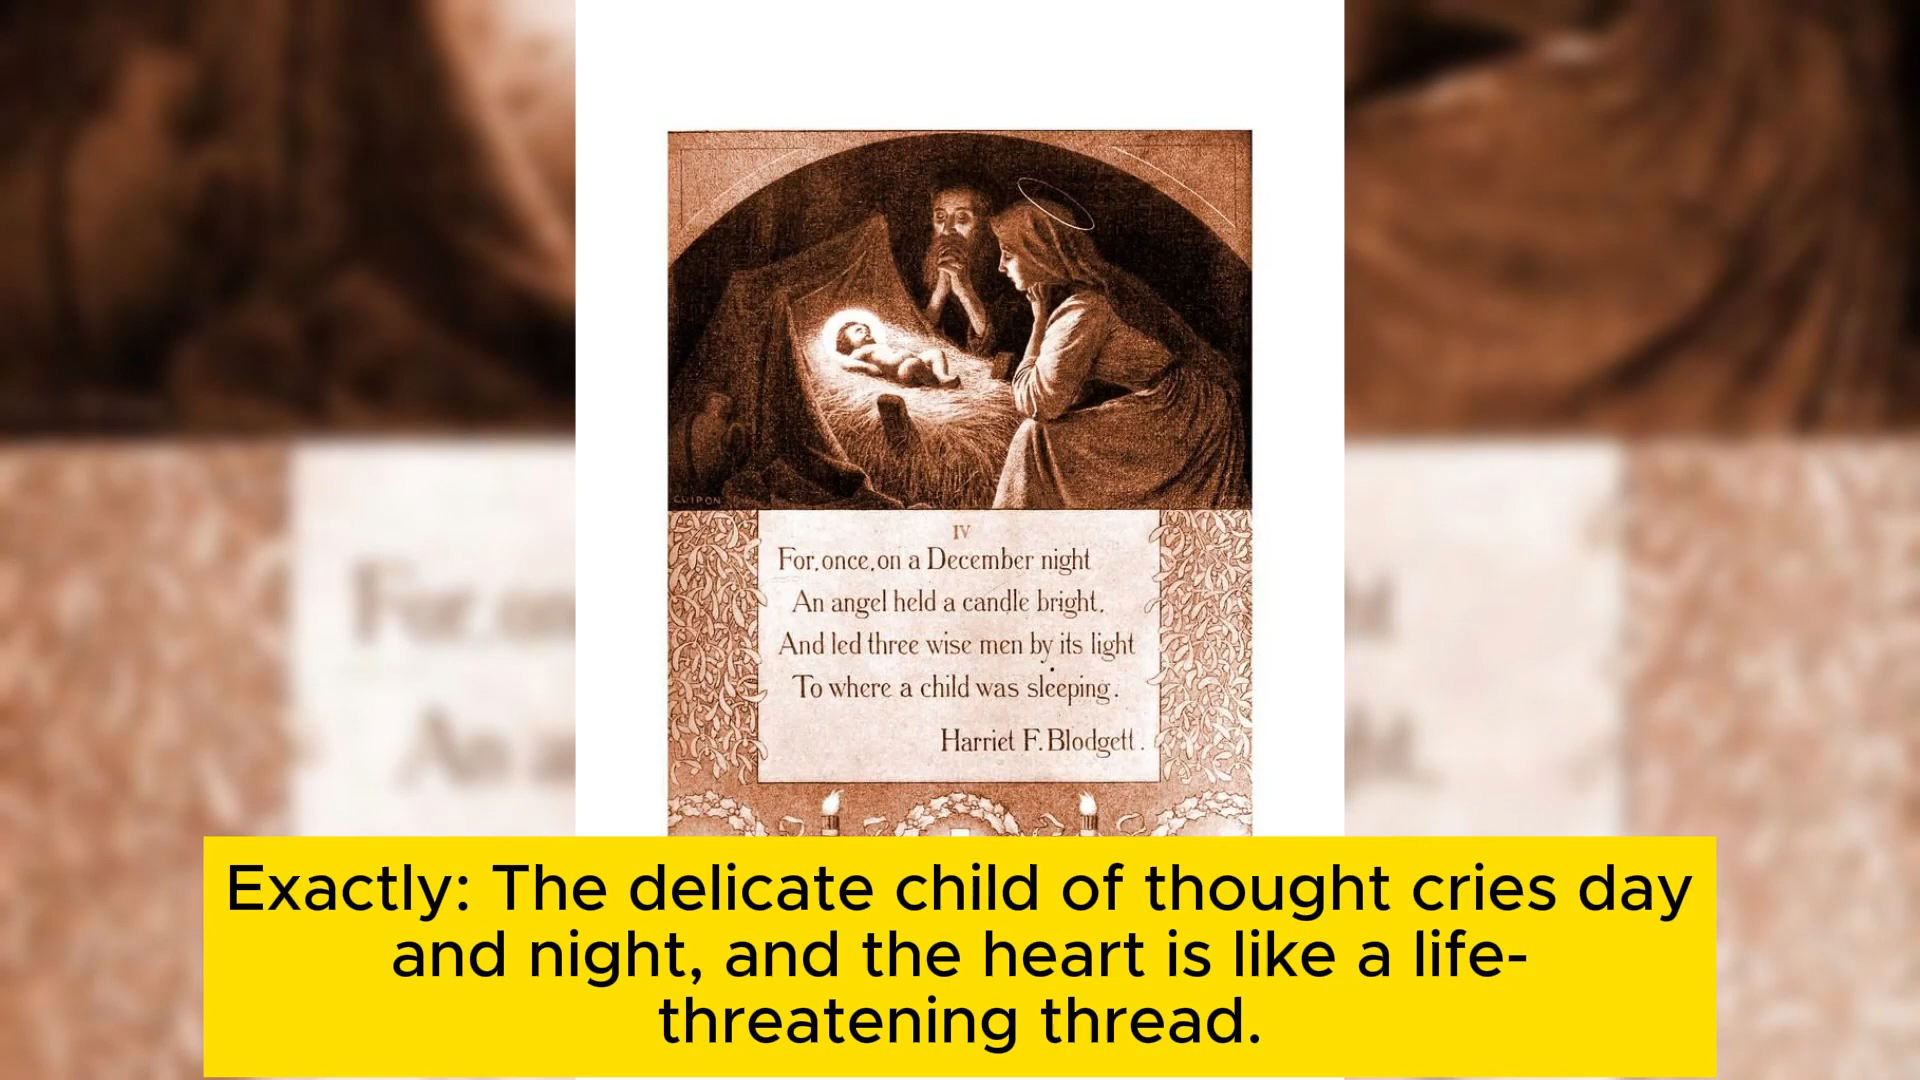 CLIPON
IV
For, once, on a December night
An angel held a candle bright,
And led three wise men by its light
To where a child was sleeping.
Harriet F. Blodgett.
Exactly: The delicate child of thought cries day
and night, and the heart is like a life-
threatening thread.